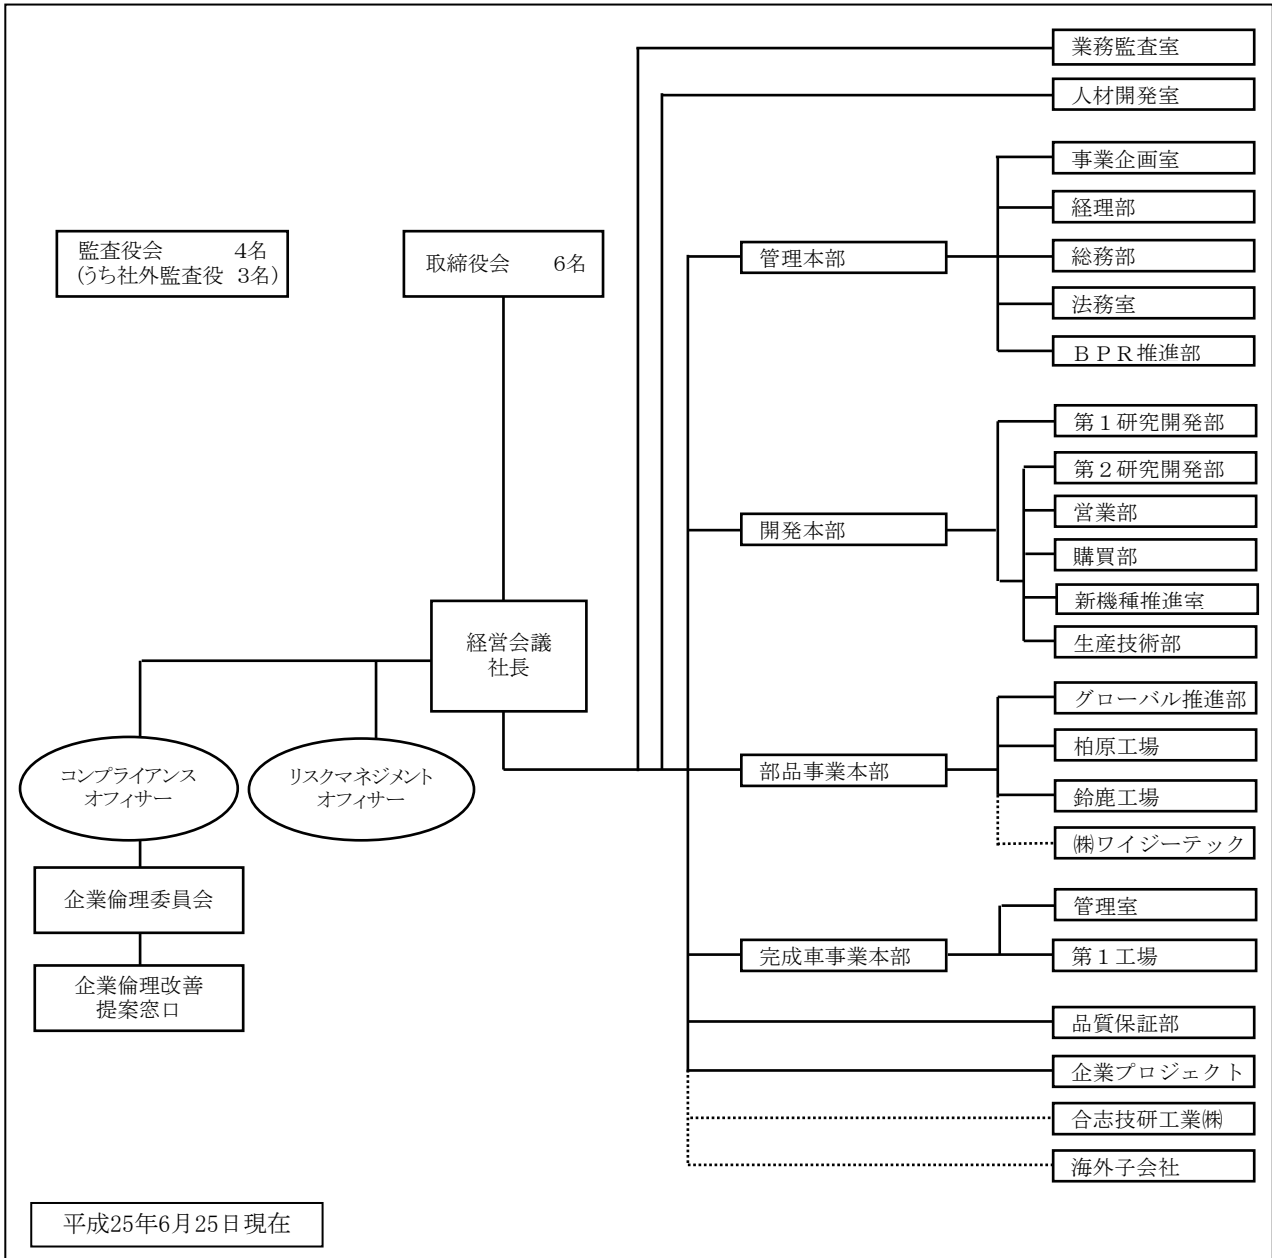 業務監査室
人材開発室
事業企画室
経理部
総務部
法務室
ＢＰＲ推進部
管理本部
監査役会　4名
(うち社外監査役 3名)
取締役会　6名
第１研究開発部
第２研究開発部
営業部
購買部
新機種推進室
生産技術部
開発本部
経営会議
社長
グローバル推進部
柏原工場
鈴鹿工場
㈱ワイジーテック
部品事業本部
コンプライアンス
オフィサー
リスクマネジメント
オフィサー
企業倫理委員会
企業倫理改善
提案窓口
管理室
第１工場
完成車事業本部
品質保証部
企業プロジェクト
合志技研工業㈱
海外子会社
平成25年6月25日現在